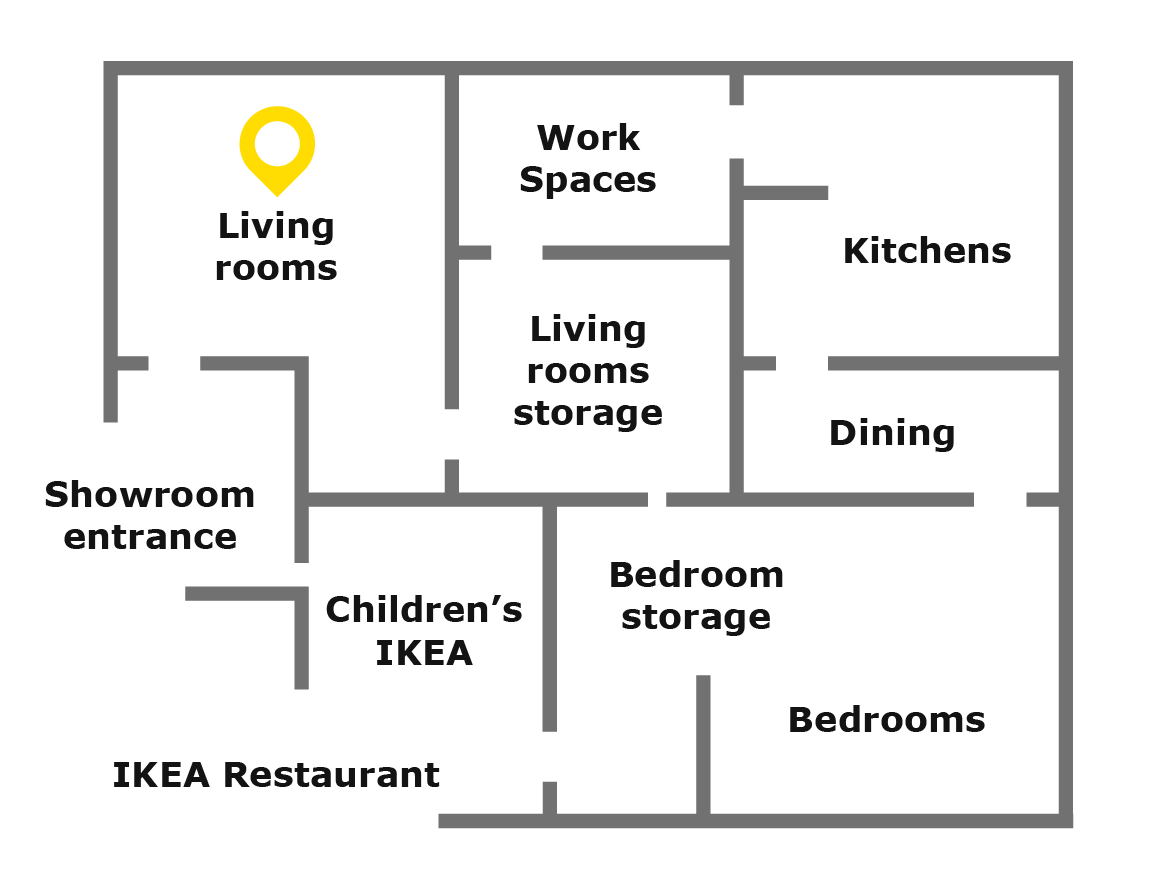 Work
Spaces
Living
rooms
Kitchens
Living
rooms
storage
Dining
Showroom
entrance
Bedroom
storage
Children’s
IKEA
Bedrooms
IKEA Restaurant